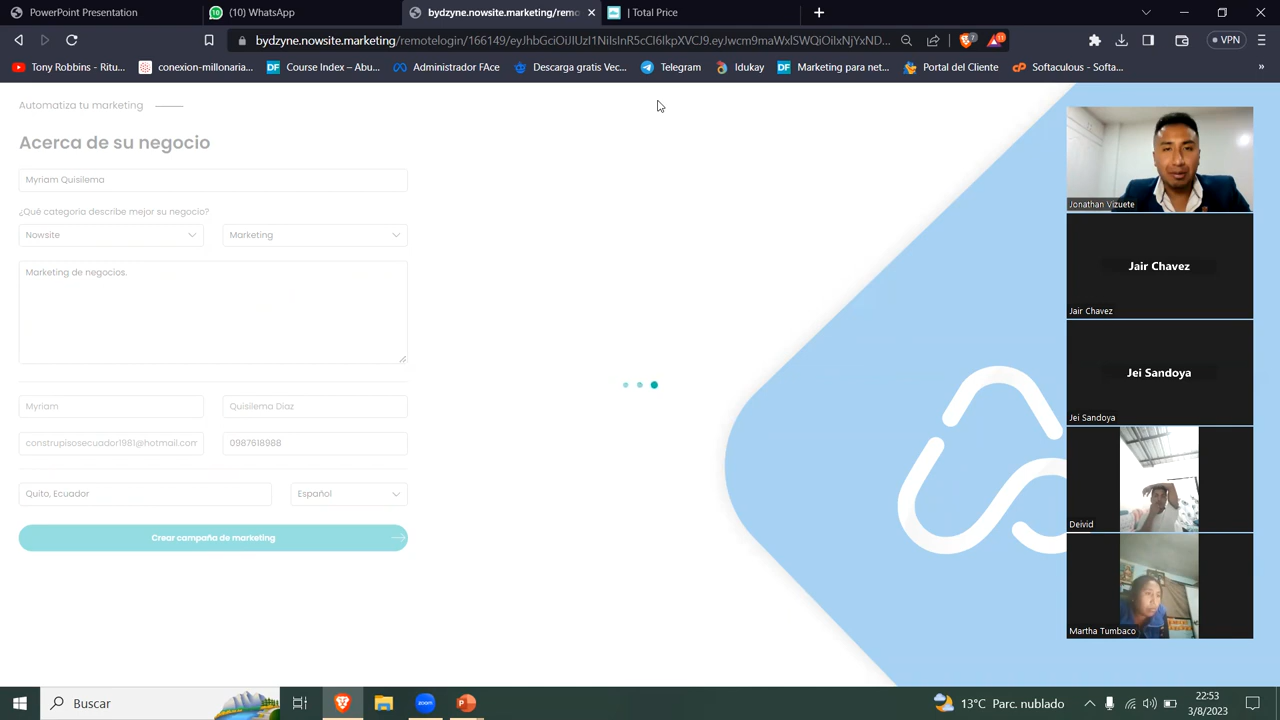 PowerPoint Presentation
(10) WhatsApp
bydzyne.nowsite.marketing/remo
| Total Price
bydzyne.nowsite.marketing/remotelogin/166149/eyJhbGciOiJIUzI1NiIsInR5cCI6IkpXVCJ9.eyJwcm9maWxlSWQiOiIxNjYxND...
VPN
Tony Robbins - Ritu...
conexion-millonaria...
Course Index – Abu...
Administrador FAce
Descarga gratis Vec...
Telegram
Idukay
Marketing para net...
Portal del Cliente
Softaculous - Softa...
Automatiza tu marketing
Acerca de su negocio
Myriam Quisilema
¿Qué categoria describe mejor su negocio?
Nowsite
Marketing
Marketing de negocios.
Myriam
Quisilema Diaz
construpisosecuador1981@hotmail.con
0987618988
Quito, Ecuador
Español
Crear campaña de marketing
Jonathan Vizuete
Jair Chavez
Jair Chavez
Jei Sandoya
Jei Sandoya
Deivid
Martha Tumbaco
Buscar
zoom
13°C Parc. nublado
22:53
3/8/2023